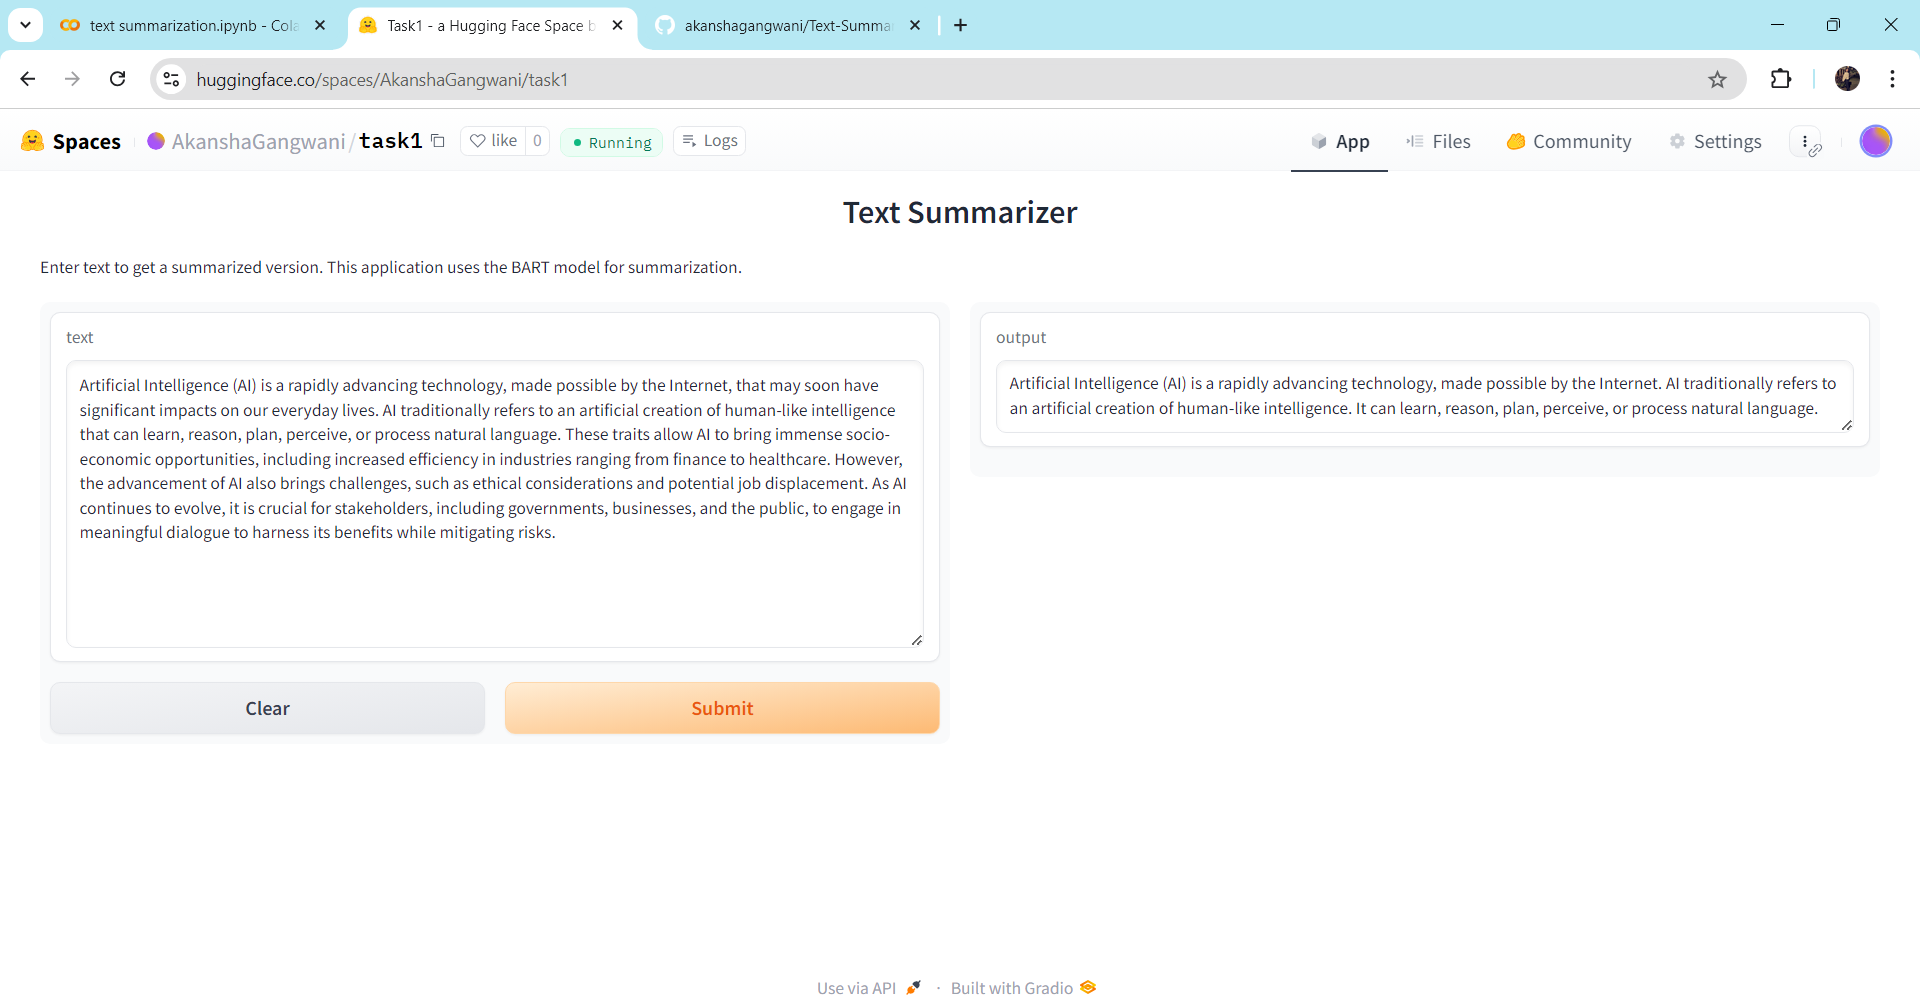 text summarization.ipynb - Cola
Task1 - a Hugging Face Space b
akanshagangwani/Text-Summar
huggingface.co/spaces/AkanshaGangwani/task1
Spaces AkanshaGangwani/task1 like 0 Running Logs App Files Community Settings
Text Summarizer
Enter text to get a summarized version. This application uses the BART model for summarization.
text
Artificial Intelligence (AI) is a rapidly advancing technology, made possible by the Internet, that may soon have
significant impacts on our everyday lives. AI traditionally refers to an artificial creation of human-like intelligence
that can learn, reason, plan, perceive, or process natural language. These traits allow AI to bring immense socio-
economic opportunities, including increased efficiency in industries ranging from finance to healthcare. However,
the advancement of AI also brings challenges, such as ethical considerations and potential job displacement. As AI
continues to evolve, it is crucial for stakeholders, including governments, businesses, and the public, to engage in
meaningful dialogue to harness its benefits while mitigating risks.
Clear
Submit
output
Artificial Intelligence (AI) is a rapidly advancing technology, made possible by the Internet. AI traditionally refers to
an artificial creation of human-like intelligence. It can learn, reason, plan, perceive, or process natural language.
Use via API · Built with Gradio